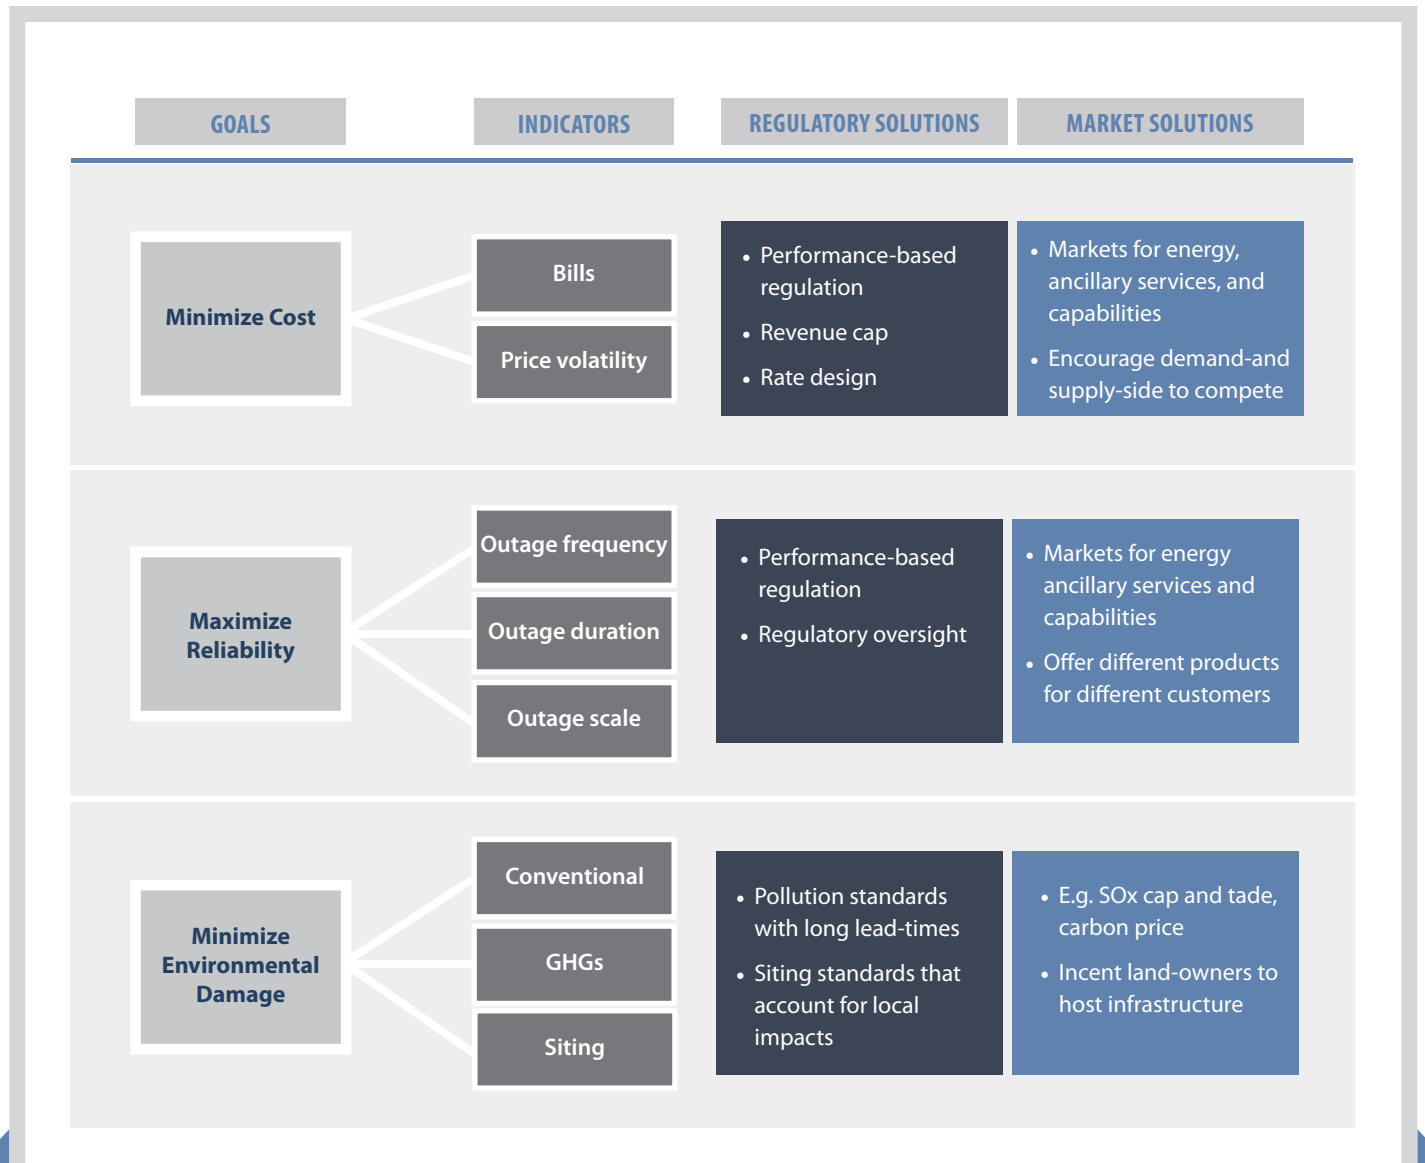 GOALS
INDICATORS
REGULATORY SOLUTIONS
MARKET SOLUTIONS
Minimize Cost
Bills
Price volatility
• Performance-based
regulation
• Revenue cap
• Rate design
• Markets for energy,
ancillary services, and
capabilities
• Encourage demand-and
supply-side to compete
Maximize
Reliability
Outage frequency
Outage duration
Outage scale
• Performance-based
regulation
• Regulatory oversight
• Markets for energy
ancillary services and
capabilities
• Offer different products
for different customers
Minimize
Environmental
Damage
Conventional
GHGs
Siting
• Pollution standards
with long lead-times
• Siting standards that
account for local
impacts
• E.g. SOx cap and tade,
carbon price
• Incent land-owners to
host infrastructure